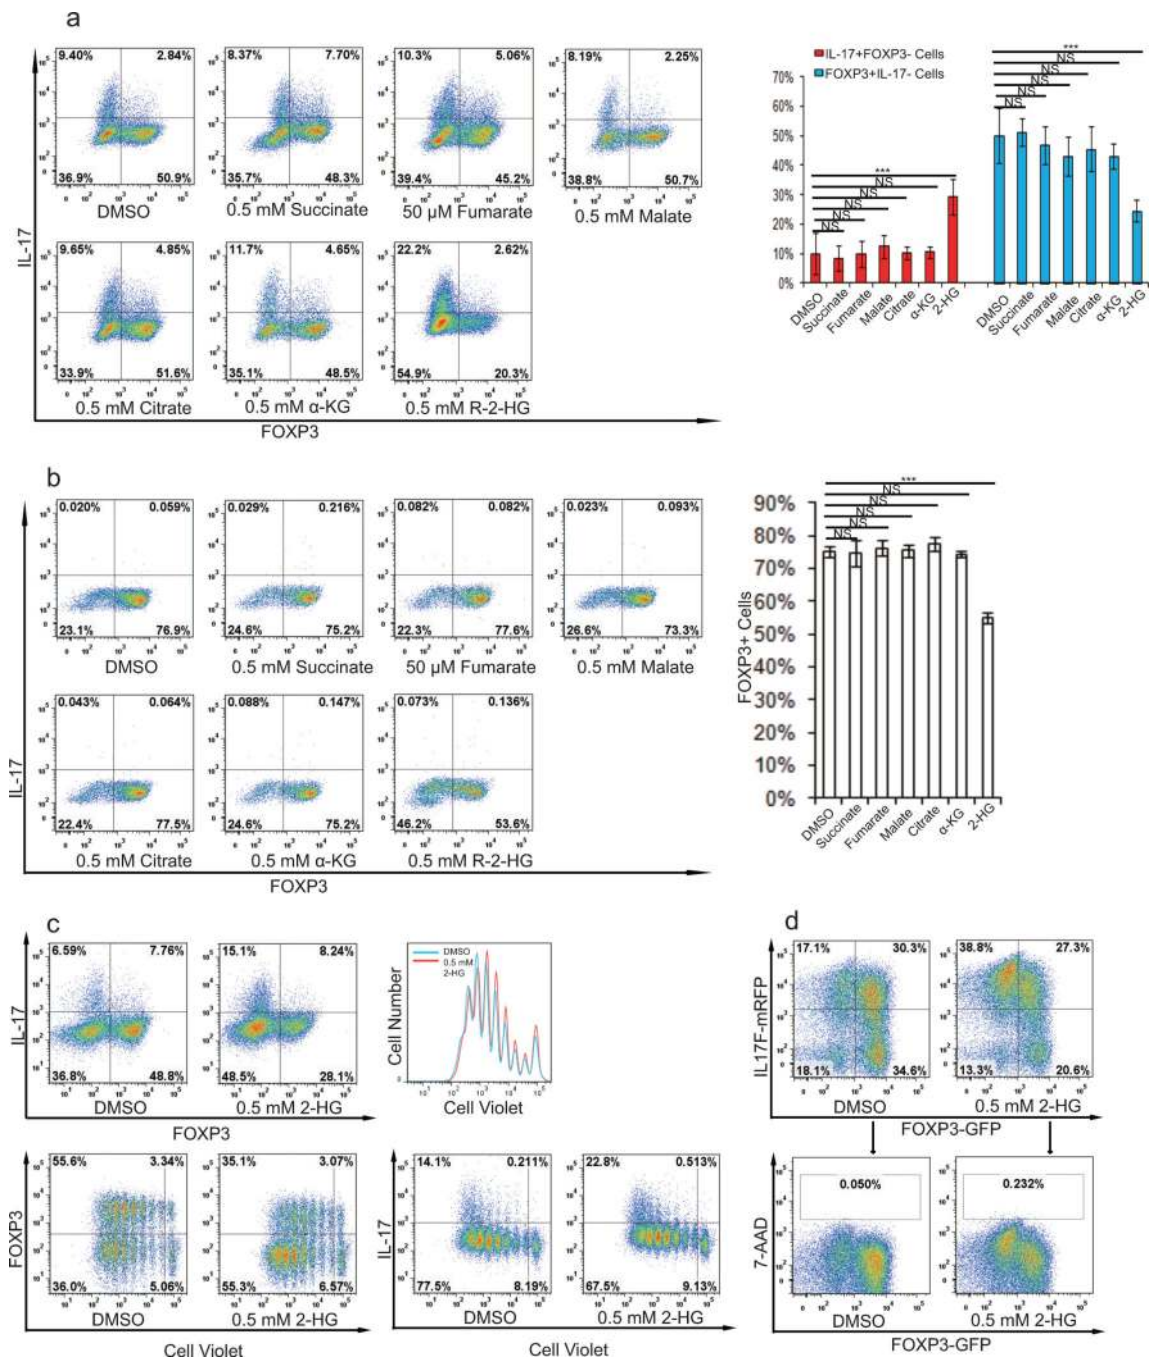 a
9.40% 2.84% 8.37% 7.70% 10.3% 5.06% 8.19% 2.25%
36.9% 50.9% 35.7% 48.3% 39.4% 45.2% 38.8% 50.7%
DMSO 0.5 mM Succinate 50 µM Fumarate 0.5 mM Malate
IL-17
9.65% 4.85% 11.7% 4.65% 22.2% 2.62%
33.9% 51.6% 35.1% 48.5% 54.9% 20.3%
0.5 mM Citrate 0.5 mM α-KG 0.5 mM R-2-HG
FOXP3
IL-17+FOXP3- Cells
FOXP3+IL-17- Cells
70%
60%
50%
40%
30%
20%
10%
0%
***
NS
NS
NS
NS
NS
***
NS
NS
NS
NS
NS
DMSO Succinate Fumarate Malate Citrate α-KG 2-HG
DMSO Succinate Fumarate Malate Citrate α-KG 2-HG
b
0.020% 0.059% 0.029% 0.216% 0.082% 0.082% 0.023% 0.093%
23.1% 76.9% 24.6% 75.2% 22.3% 77.6% 26.6% 73.3%
DMSO 0.5 mM Succinate 50 µM Fumarate 0.5 mM Malate
0.043% 0.064% 0.088% 0.147% 0.073% 0.136%
IL-17
22.4% 77.5% 24.6% 75.2% 46.2% 53.6%
0.5 mM Citrate 0.5 mM α-KG 0.5 mM R-2-HG
FOXP3
FOXP3+ Cells
90%
80%
70%
60%
50%
40%
30%
20%
10%
0%
***
NS
NS
NS
NS
NS
DMSO Succinate Fumarate Malate Citrate α-KG 2-HG
c
6.59% 7.76% 15.1% 8.24%
IL-17
36.8% 48.8% 48.5% 28.1%
DMSO 0.5 mM 2-HG
FOXP3
DMSO
0.5 mM
2-HG
Cell Number
Cell Violet
55.6% 3.34% 35.1% 3.07%
FOXP3
36.0% 5.06% 55.3% 6.57%
DMSO 0.5 mM 2-HG
Cell Violet
14.1% 0.211% 22.8% 0.513%
IL-17
77.5% 8.19% 67.5% 9.13%
DMSO 0.5 mM 2-HG
Cell Violet
d
17.1% 30.3% 38.8% 27.3%
IL17F-mRFP
18.1% 34.6% 13.3% 20.6%
DMSO 0.5 mM 2-HG
FOXP3-GFP
0.050% 0.232%
7-AAD
DMSO 0.5 mM 2-HG
FOXP3-GFP